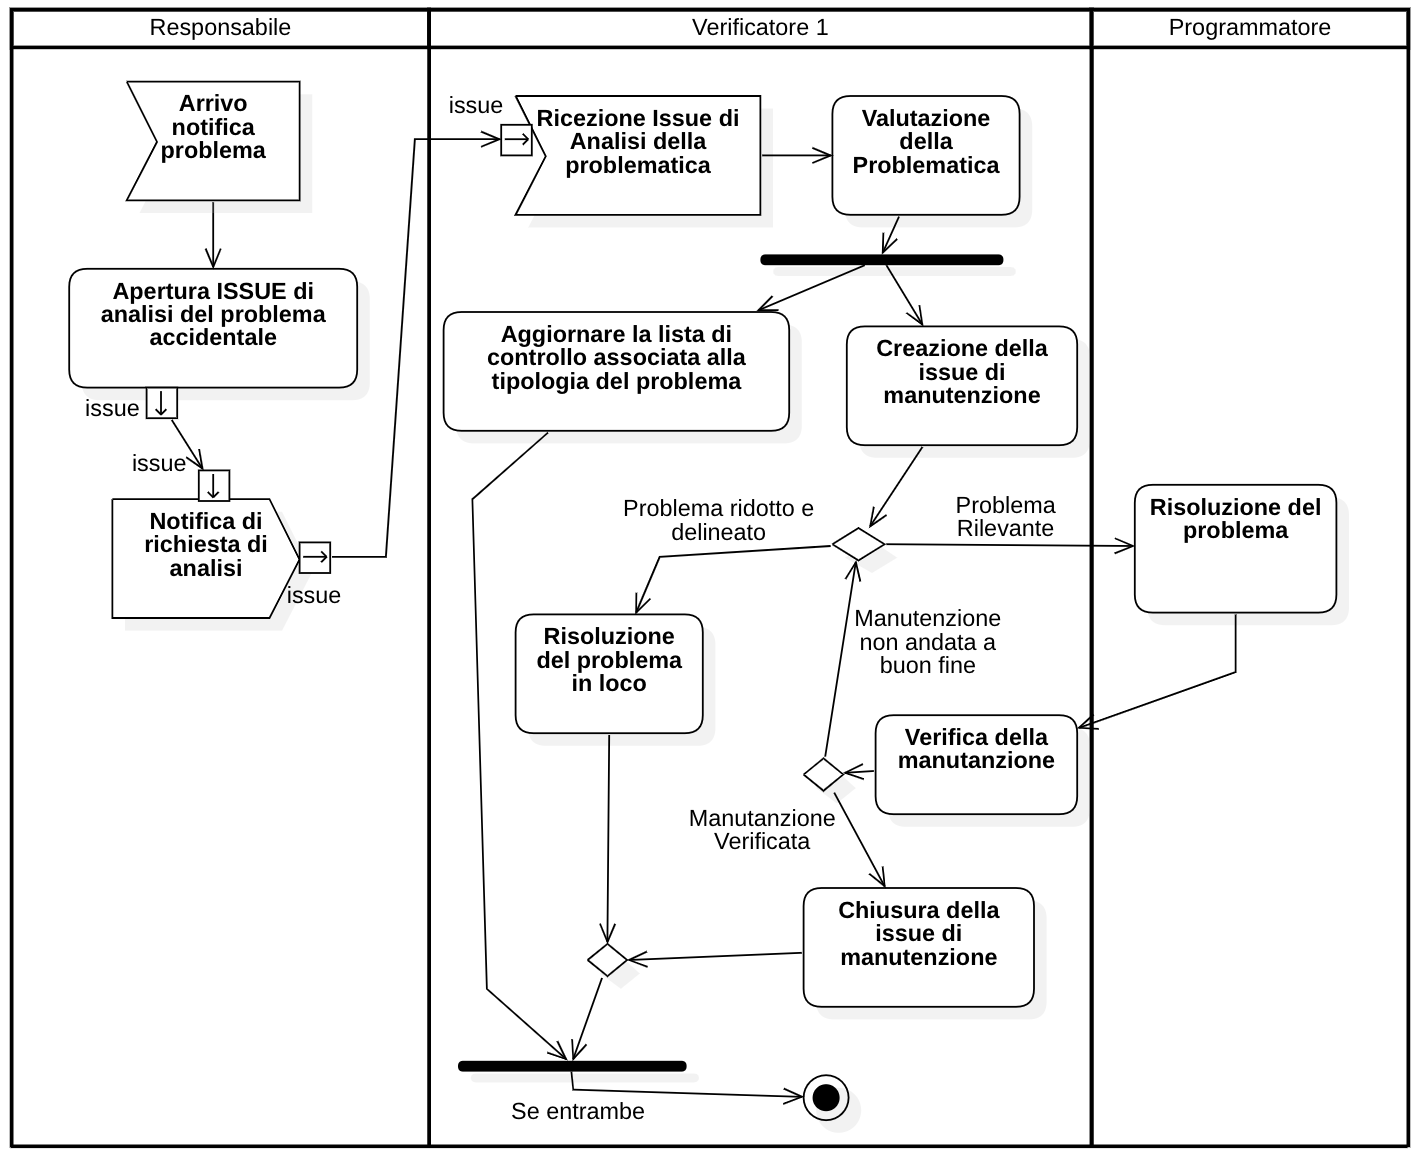 Responsabile
Verificatore 1
Programmatore
Arrivo
notifica
problema
Apertura ISSUE di
analisi del problema
accidentale
issue
issue
Notifica di
richiesta di
analisi
issue
issue
Ricezione Issue di
Analisi della
problematica
Valutazione
della
Problematica
Aggiornare la lista di
controllo associata alla
tipologia del problema
Creazione della
issue di
manutenzione
Problema ridotto e
delineato
Problema
Rilevante
Risoluzione del
problema
Risoluzione
del problema
in loco
Manutenzione
non andata a
buon fine
Verifica della
manutanzione
Manutanzione
Verificata
Chiusura della
issue di
manutenzione
Se entrambe